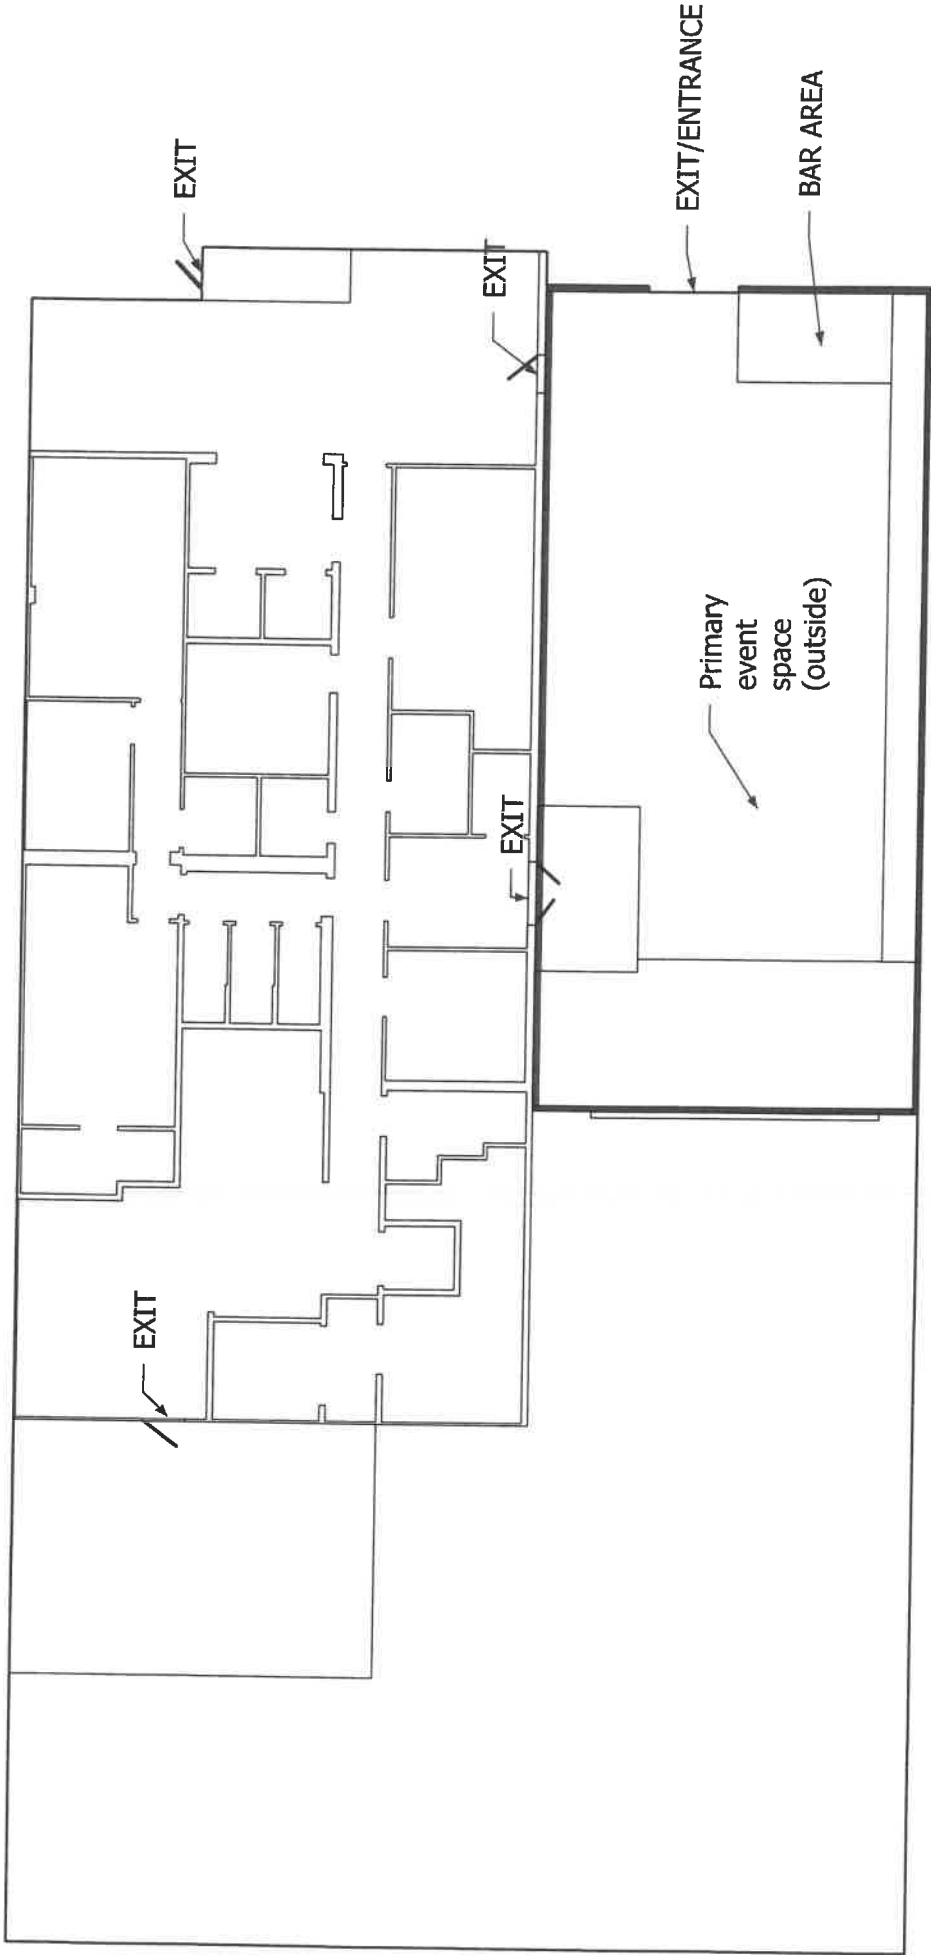 EXIT
EXIT
EXIT
EXIT
Primary
event
space
(outside)
EXIT/ENTRANCE
BAR AREA